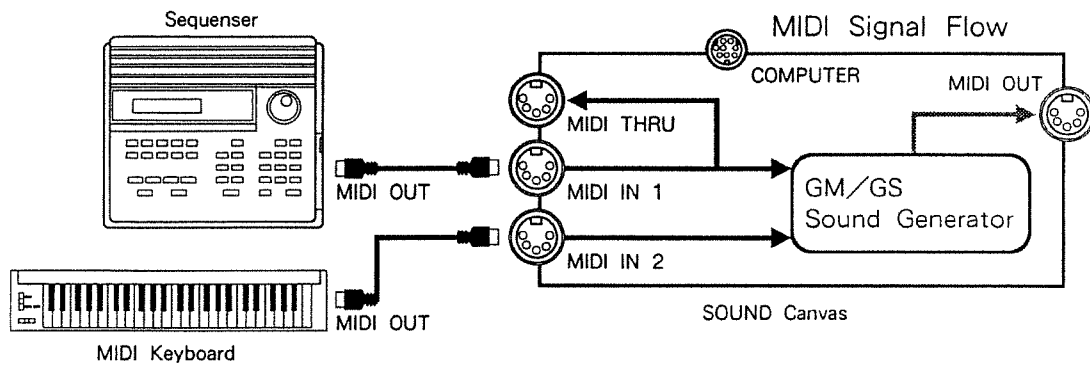 Sequenser
MIDI Signal Flow
COMPUTER
MIDI OUT
MIDI THRU
MIDI OUT
MIDI IN 1
GM/GS
Sound Generator
MIDI IN 2
MIDI OUT
SOUND Canvas
MIDI Keyboard